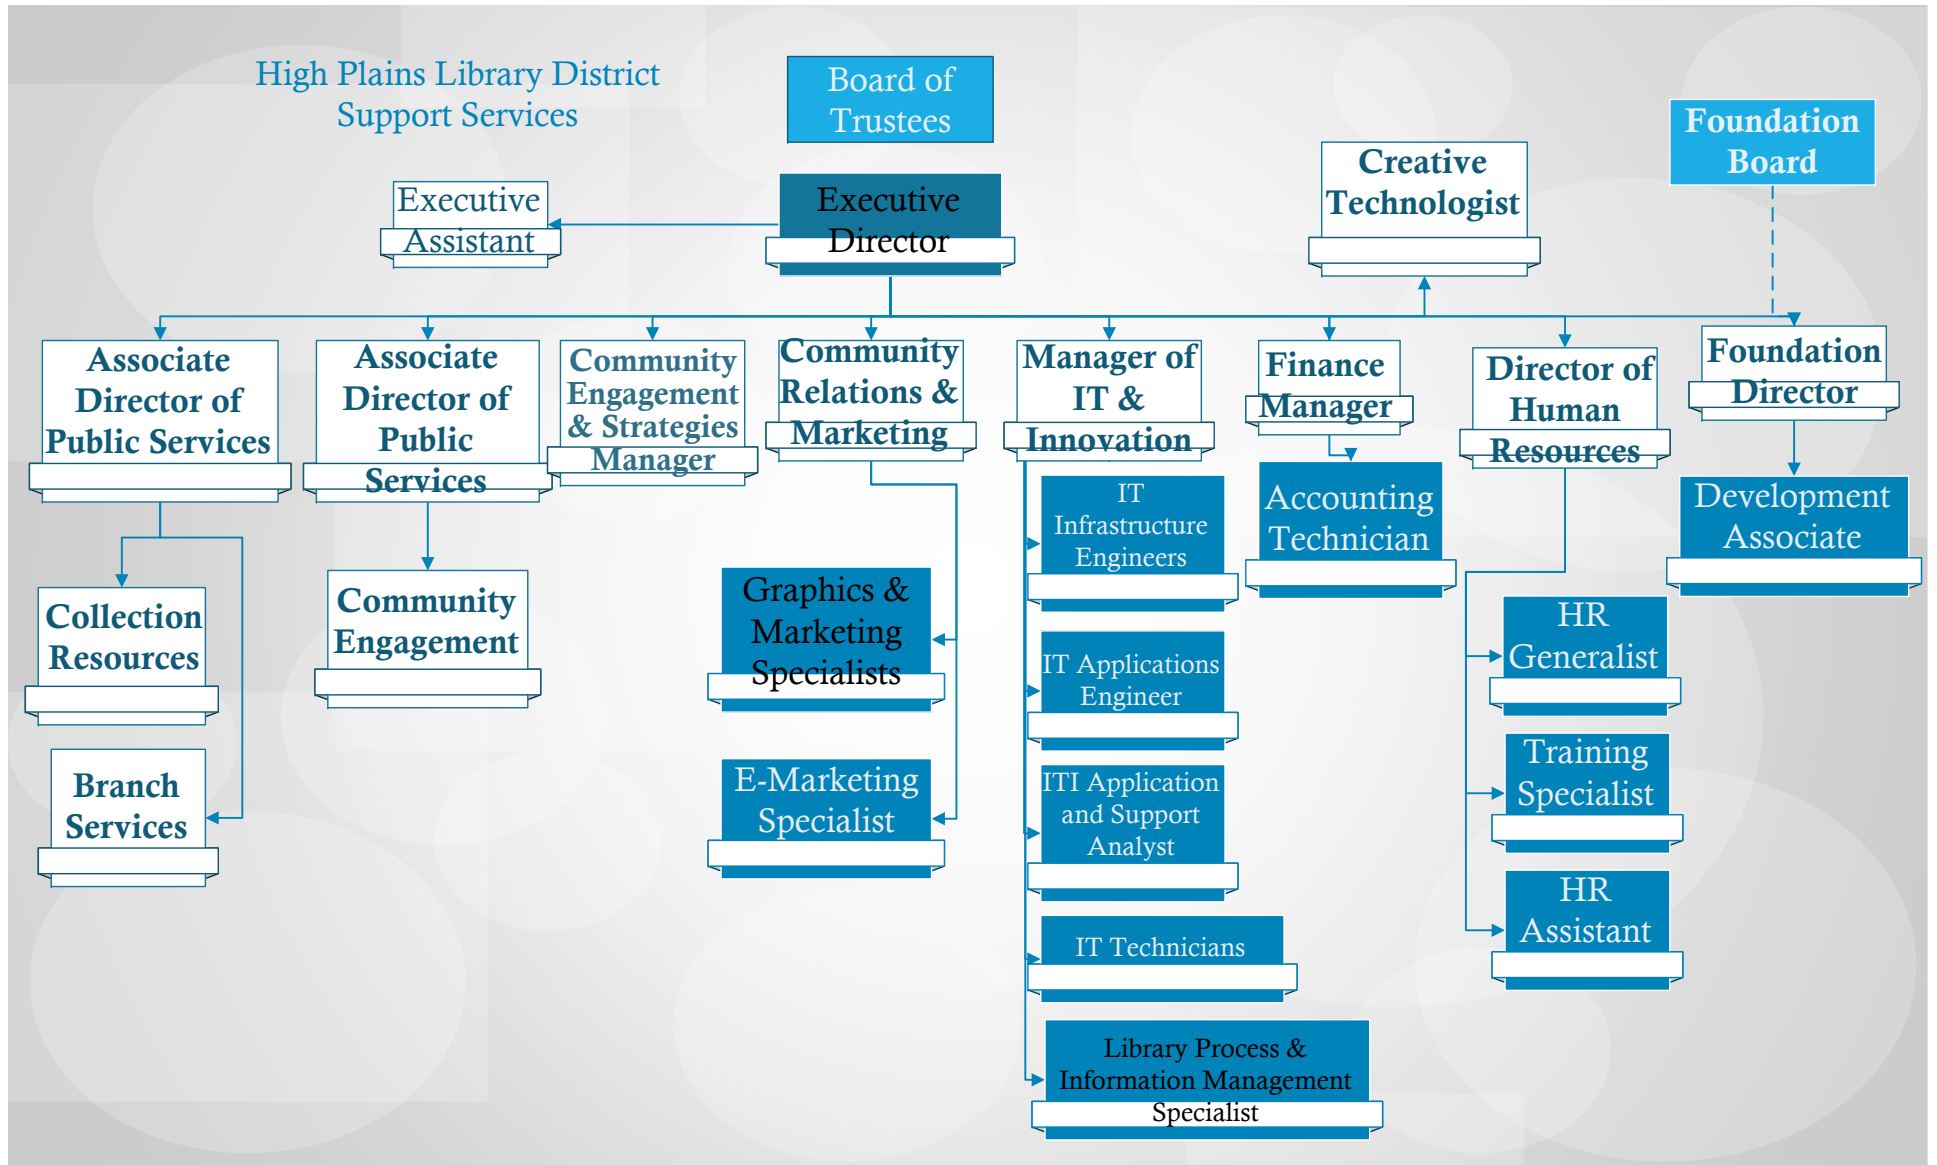 High Plains Library District
Support Services
Board of
Trustees
Foundation
Board
Creative
Technologist
Executive
Assistant
Executive
Director
Associate
Director of
Public Services
Associate
Director of
Public
Services
Community
Engagement
& Strategies
Manager
Community
Relations &
Marketing
Manager of
IT &
Innovation
Finance
Manager
Director of
Human
Resources
Foundation
Director
Collection
Resources
Branch
Services
Community
Engagement
Graphics &
Marketing
Specialists
E-Marketing
Specialist
IT
Infrastructure
Engineers
IT Applications
Engineer
ITI Application
and Support
Analyst
IT Technicians
Library Process &
Information Management
Specialist
Accounting
Technician
HR
Generalist
Training
Specialist
HR
Assistant
Development
Associate